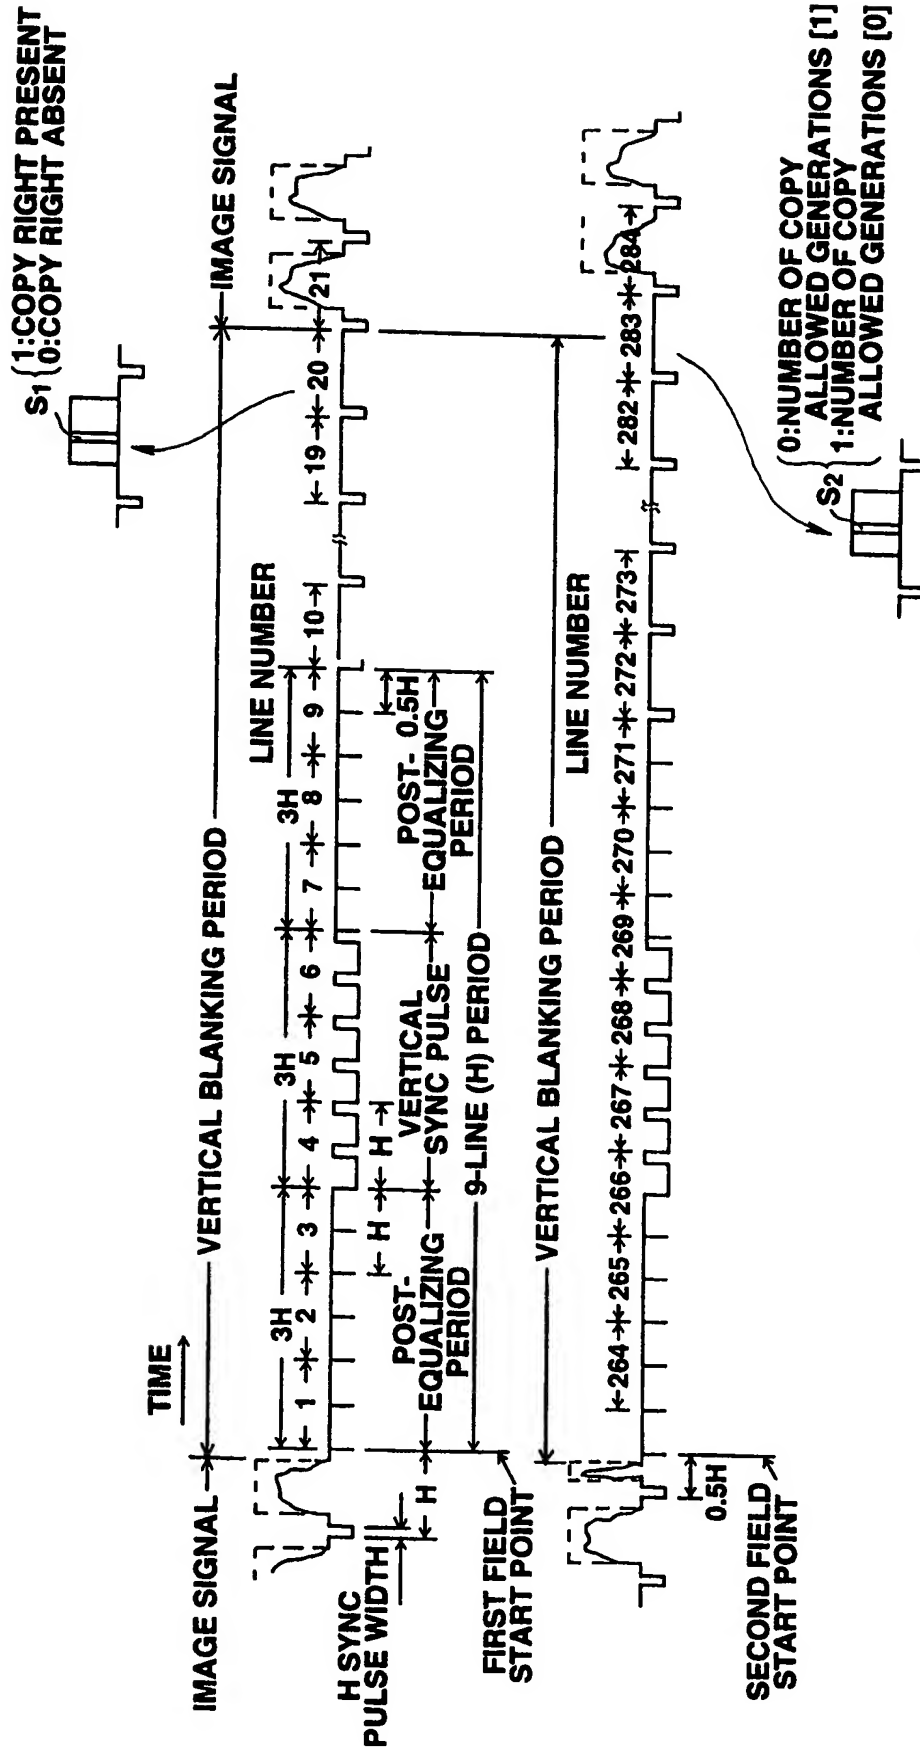 S1 { 1:COPY RIGHT PRESENT
0:COPY RIGHT ABSENT
TIME
IMAGE SIGNAL
VERTICAL BLANKING PERIOD
IMAGE SIGNAL
LINE NUMBER
3H
3H
3H
1 2 3 4 5 6 7 8 9 10 19 20 21
H SYNC
PULSE WIDTH
H
H
H
0.5H
POST-
EQUALIZING
PERIOD
VERTICAL
SYNC PULSE
POST-
EQUALIZING
PERIOD
9-LINE (H) PERIOD
FIRST FIELD
START POINT
VERTICAL BLANKING PERIOD
LINE NUMBER
264 265 266 267 268 269 270 271 272 273 282 283 284
0.5H
SECOND FIELD
START POINT
S2 { 0:NUMBER OF COPY
ALLOWED GENERATIONS [1]
1:NUMBER OF COPY
ALLOWED GENERATIONS [0]